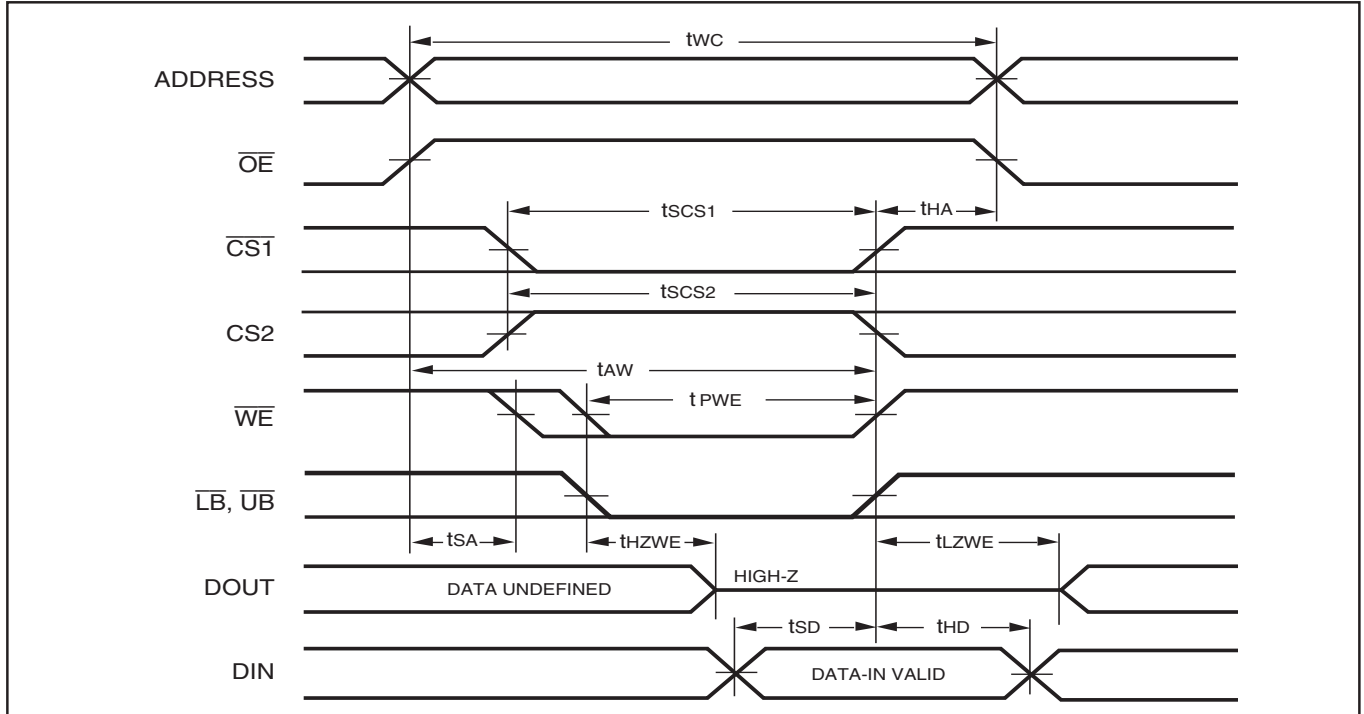 tWC
ADDRESS
OE
tSCS1
tHA
CS1
tSCS2
CS2
tAW
WE
tPWE
LB, UB
tSA
tHZWE
tLZWE
DOUT
DATA UNDEFINED
HIGH-Z
tSD
tHD
DIN
DATA-IN VALID